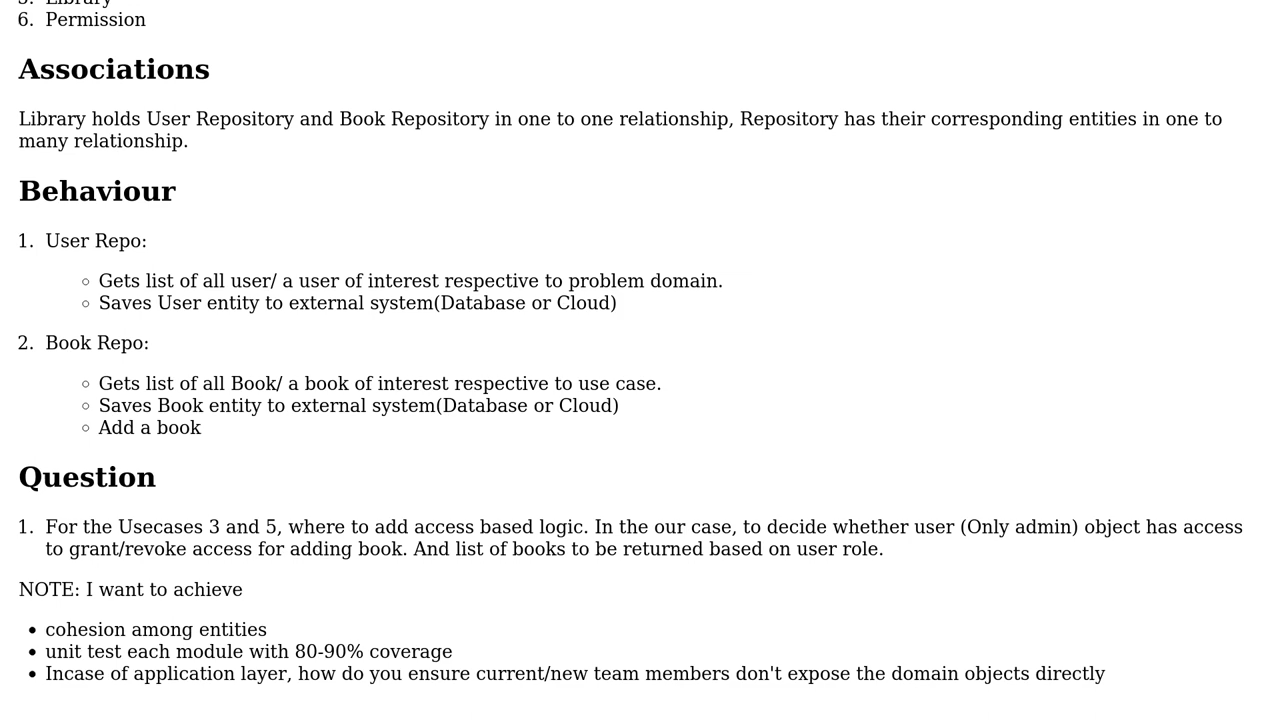 5. Library
6. Permission
Associations
Library holds User Repository and Book Repository in one to one relationship, Repository has their corresponding entities in one to
many relationship.
Behaviour
1. User Repo:
○ Gets list of all user/ a user of interest respective to problem domain.
○ Saves User entity to external system(Database or Cloud)
2. Book Repo:
○ Gets list of all Book/ a book of interest respective to use case.
○ Saves Book entity to external system(Database or Cloud)
○ Add a book
Question
1. For the Usecases 3 and 5, where to add access based logic. In the our case, to decide whether user (Only admin) object has access
to grant/revoke access for adding book. And list of books to be returned based on user role.
NOTE: I want to achieve
• cohesion among entities
• unit test each module with 80-90% coverage
• Incase of application layer, how do you ensure current/new team members don't expose the domain objects directly